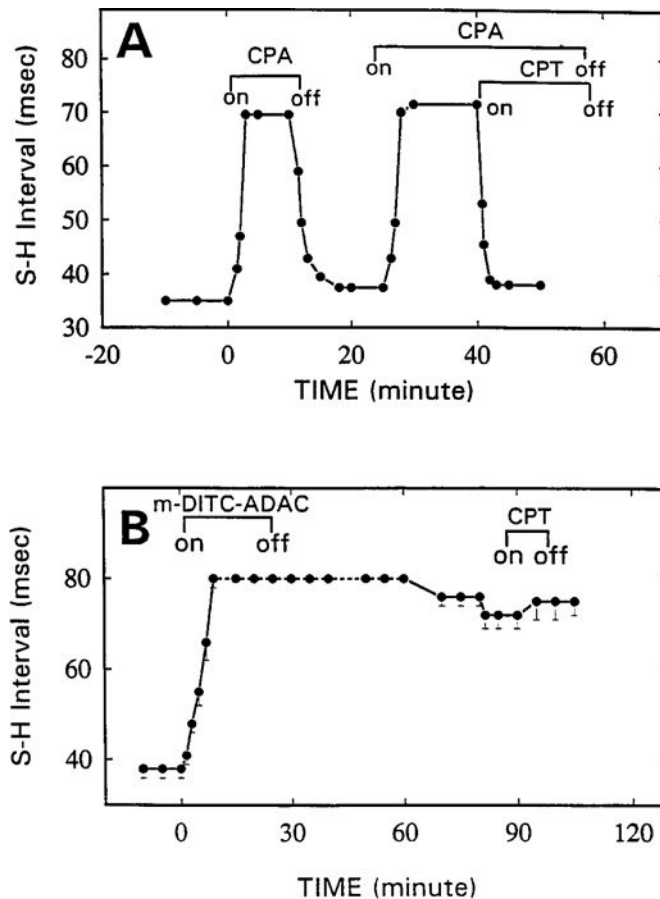 A
CPA
on
off
CPA
on
off
CPT
on
off
S-H Interval (msec)
80
70
60
50
40
30
-20
0
20
40
60
TIME (minute)
B
m-DITC-ADAC
on
off
CPT
on off
S-H Interval (msec)
80
60
40
0
30
60
90
120
TIME (minute)